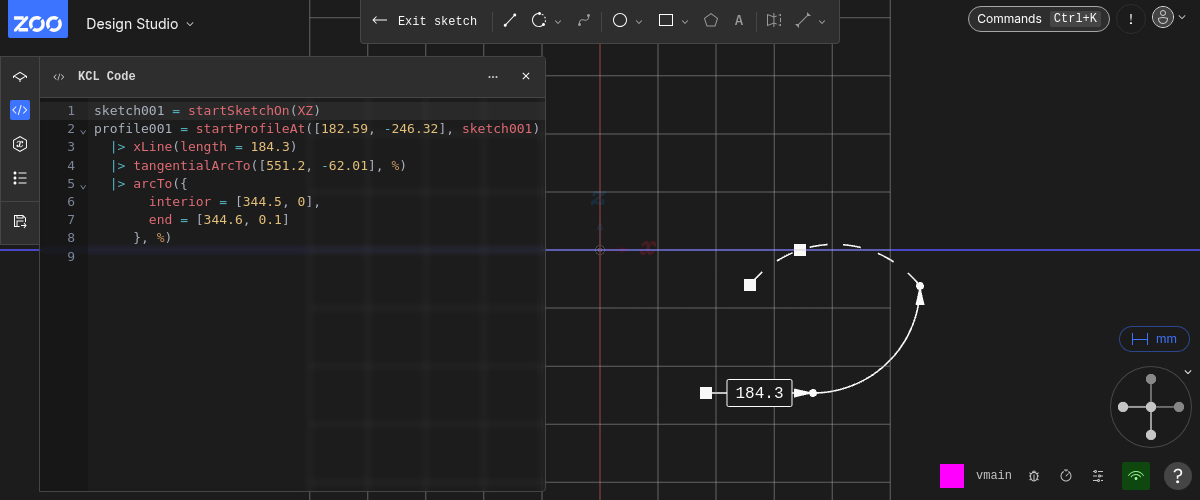 ZOO Design Studio
Exit sketch
A
Commands Ctrl+K
!
KCL Code
1 sketch001 = startSketchOn(XZ)
2 profile001 = startProfileAt([182.59, -246.32], sketch001)
3 |> xLine(length = 184.3)
4 |> tangentialArcTo([551.2, -62.01], %)
5 |> arcTo({
6 interior = [344.5, 0],
7 end = [344.6, 0.1]
8 }, %)
9
z
x
184.3
mm
vmain
?